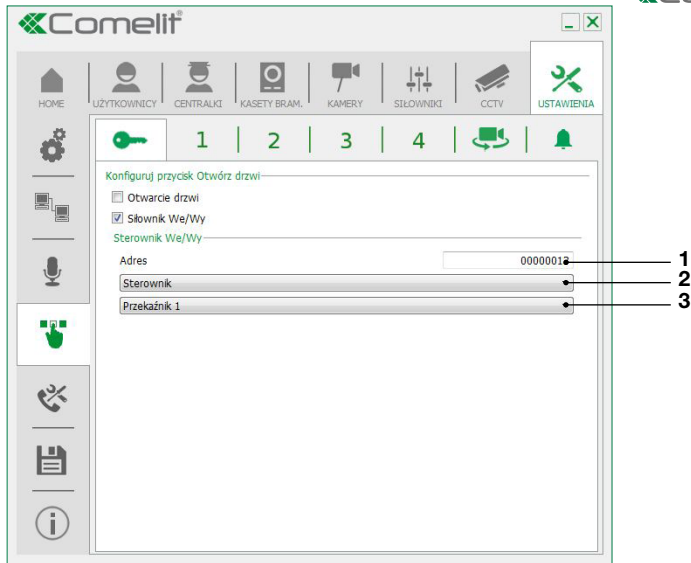 Comelit®
HOME UŻYTKOWNICY CENTRALKI KASETY BRAM. KAMERY SIŁOWNIKI CCTV USTAWIENIA
1 2 3 4
Konfiguruj przycisk Otwórz drzwi
Otwarcie drzwi
Siłownik We/Wy
Sterownik We/Wy
Adres 00000013 1
Sterownik 2
Przekaźnik 1 3